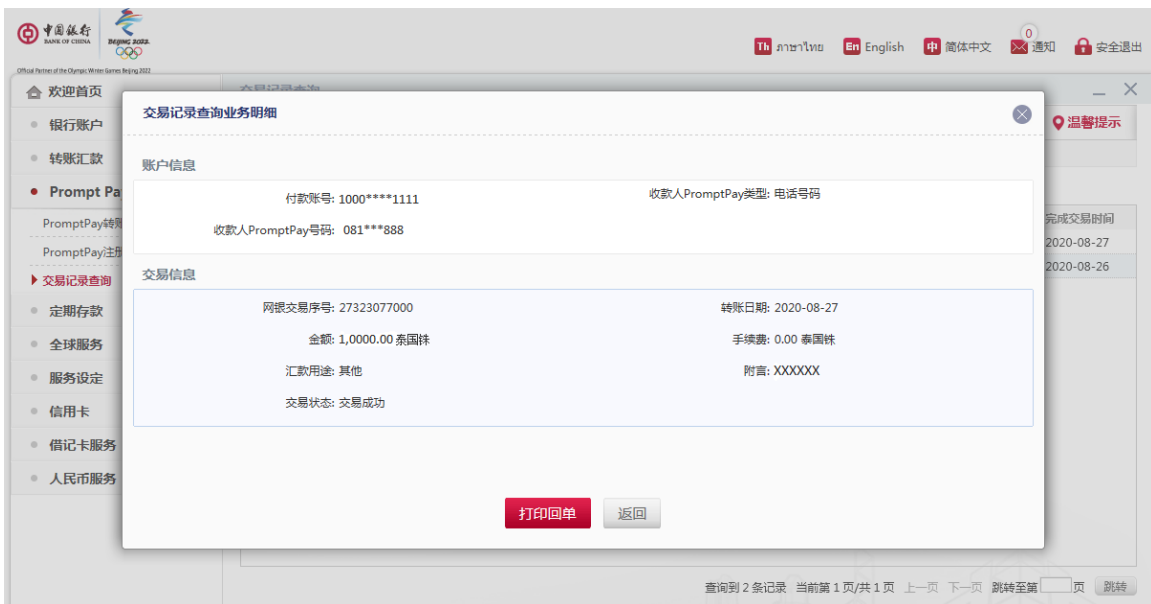 中国银行
BANK OF CHINA
BEIJING 2022
Official Partner of the Olympic Winter Games Beijing 2022
Th ภาษาไทย En English 中 简体中文 0 通知 安全退出
欢迎首页
银行账户
转账汇款
Prompt Pa
PromptPay转账
PromptPay注册
交易记录查询
定期存款
全球服务
服务设定
信用卡
借记卡服务
人民币服务
交易记录查询
温馨提示
完成交易时间
2020-08-27
2020-08-26
交易记录查询业务明细
账户信息
付款账号: 1000****1111 收款人PromptPay类型: 电话号码
收款人PromptPay号码: 081***888
交易信息
网银交易序号: 27323077000 转账日期: 2020-08-27
金额: 1,0000.00 泰国铢 手续费: 0.00 泰国铢
汇款用途: 其他 附言: XXXXXX
交易状态: 交易成功
打印回单 返回
查询到 2 条记录 当前第 1 页/共 1 页 上一页 下一页 跳转至第 页 跳转